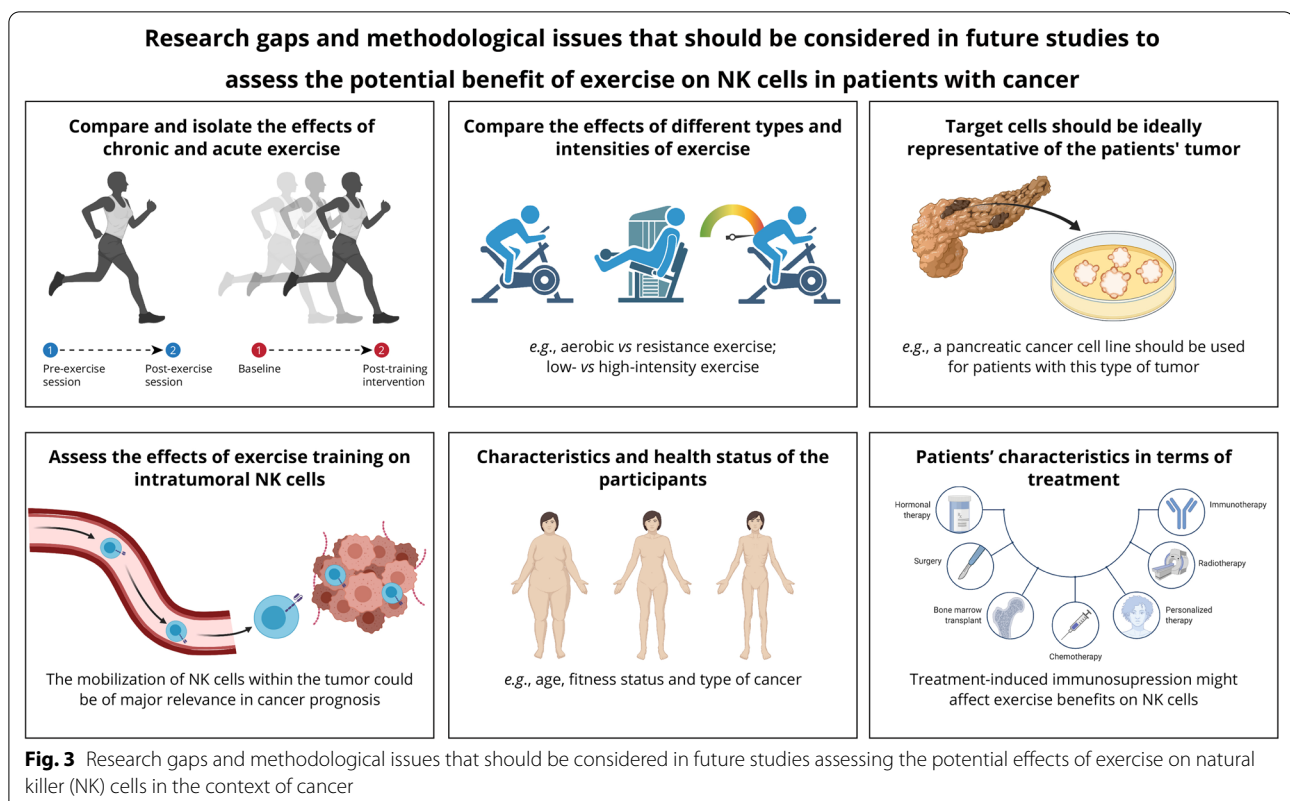 Research gaps and methodological issues that should be considered in future studies to
assess the potential benefit of exercise on NK cells in patients with cancer
Compare and isolate the effects of
chronic and acute exercise
1
2
Pre-exercise
session
Post-exercise
session
1
2
Baseline
Post-training
intervention
Compare the effects of different types and
intensities of exercise
e.g., aerobic vs resistance exercise;
low- vs high-intensity exercise
Target cells should be ideally
representative of the patients' tumor
e.g., a pancreatic cancer cell line should be used
for patients with this type of tumor
Assess the effects of exercise training on
intratumoral NK cells
The mobilization of NK cells within the tumor could
be of major relevance in cancer prognosis
Characteristics and health status of the
participants
e.g., age, fitness status and type of cancer
Patients’ characteristics in terms of
treatment
Hormonal
therapy
Surgery
Bone marrow
transplant
Chemotherapy
Personalized
therapy
Radiotherapy
Immunotherapy
Treatment-induced immunosupression might
affect exercise benefits on NK cells
Fig. 3 Research gaps and methodological issues that should be considered in future studies assessing the potential effects of exercise on natural
killer (NK) cells in the context of cancer